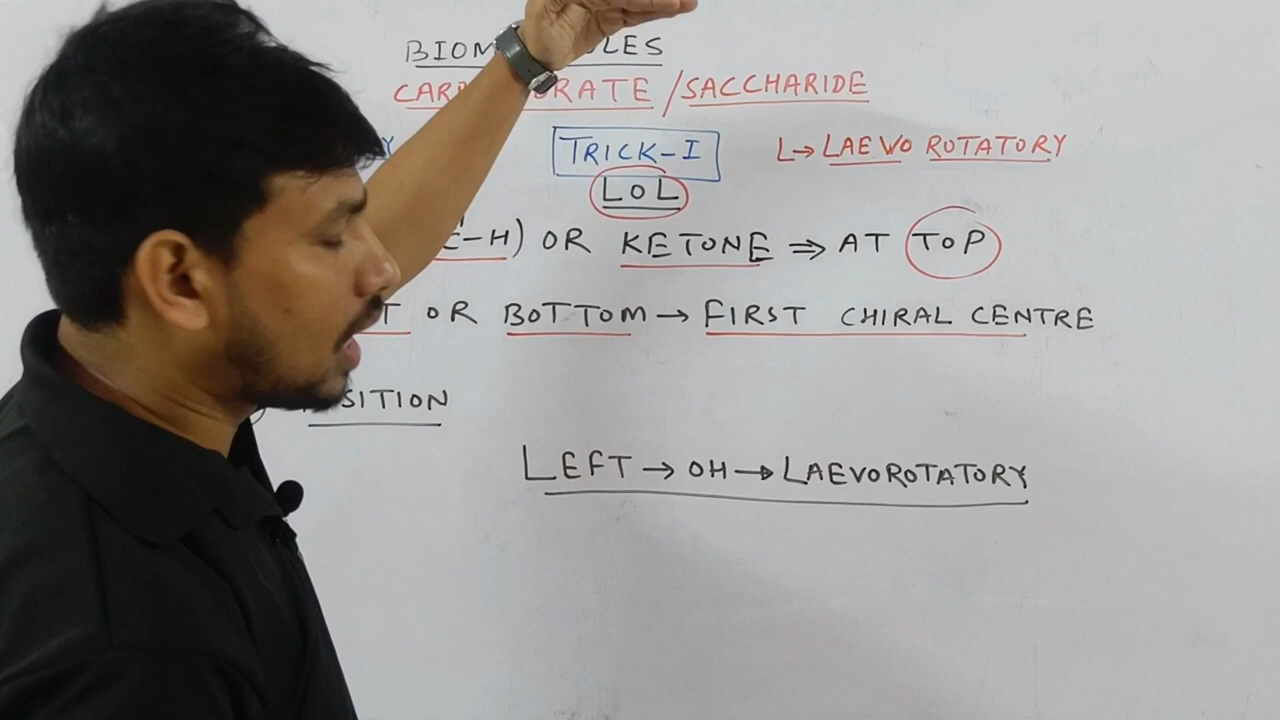 BIOM ULES
CAR RATE / SACCHARIDE
Y TRICK-I L→ LAEVO ROTATORY
LOL
C-H) OR KETONE ⇒ AT TOP
T OR BOTTOM → FIRST CHIRAL CENTRE
SITION
LEFT → OH → LAEVOROTATORY